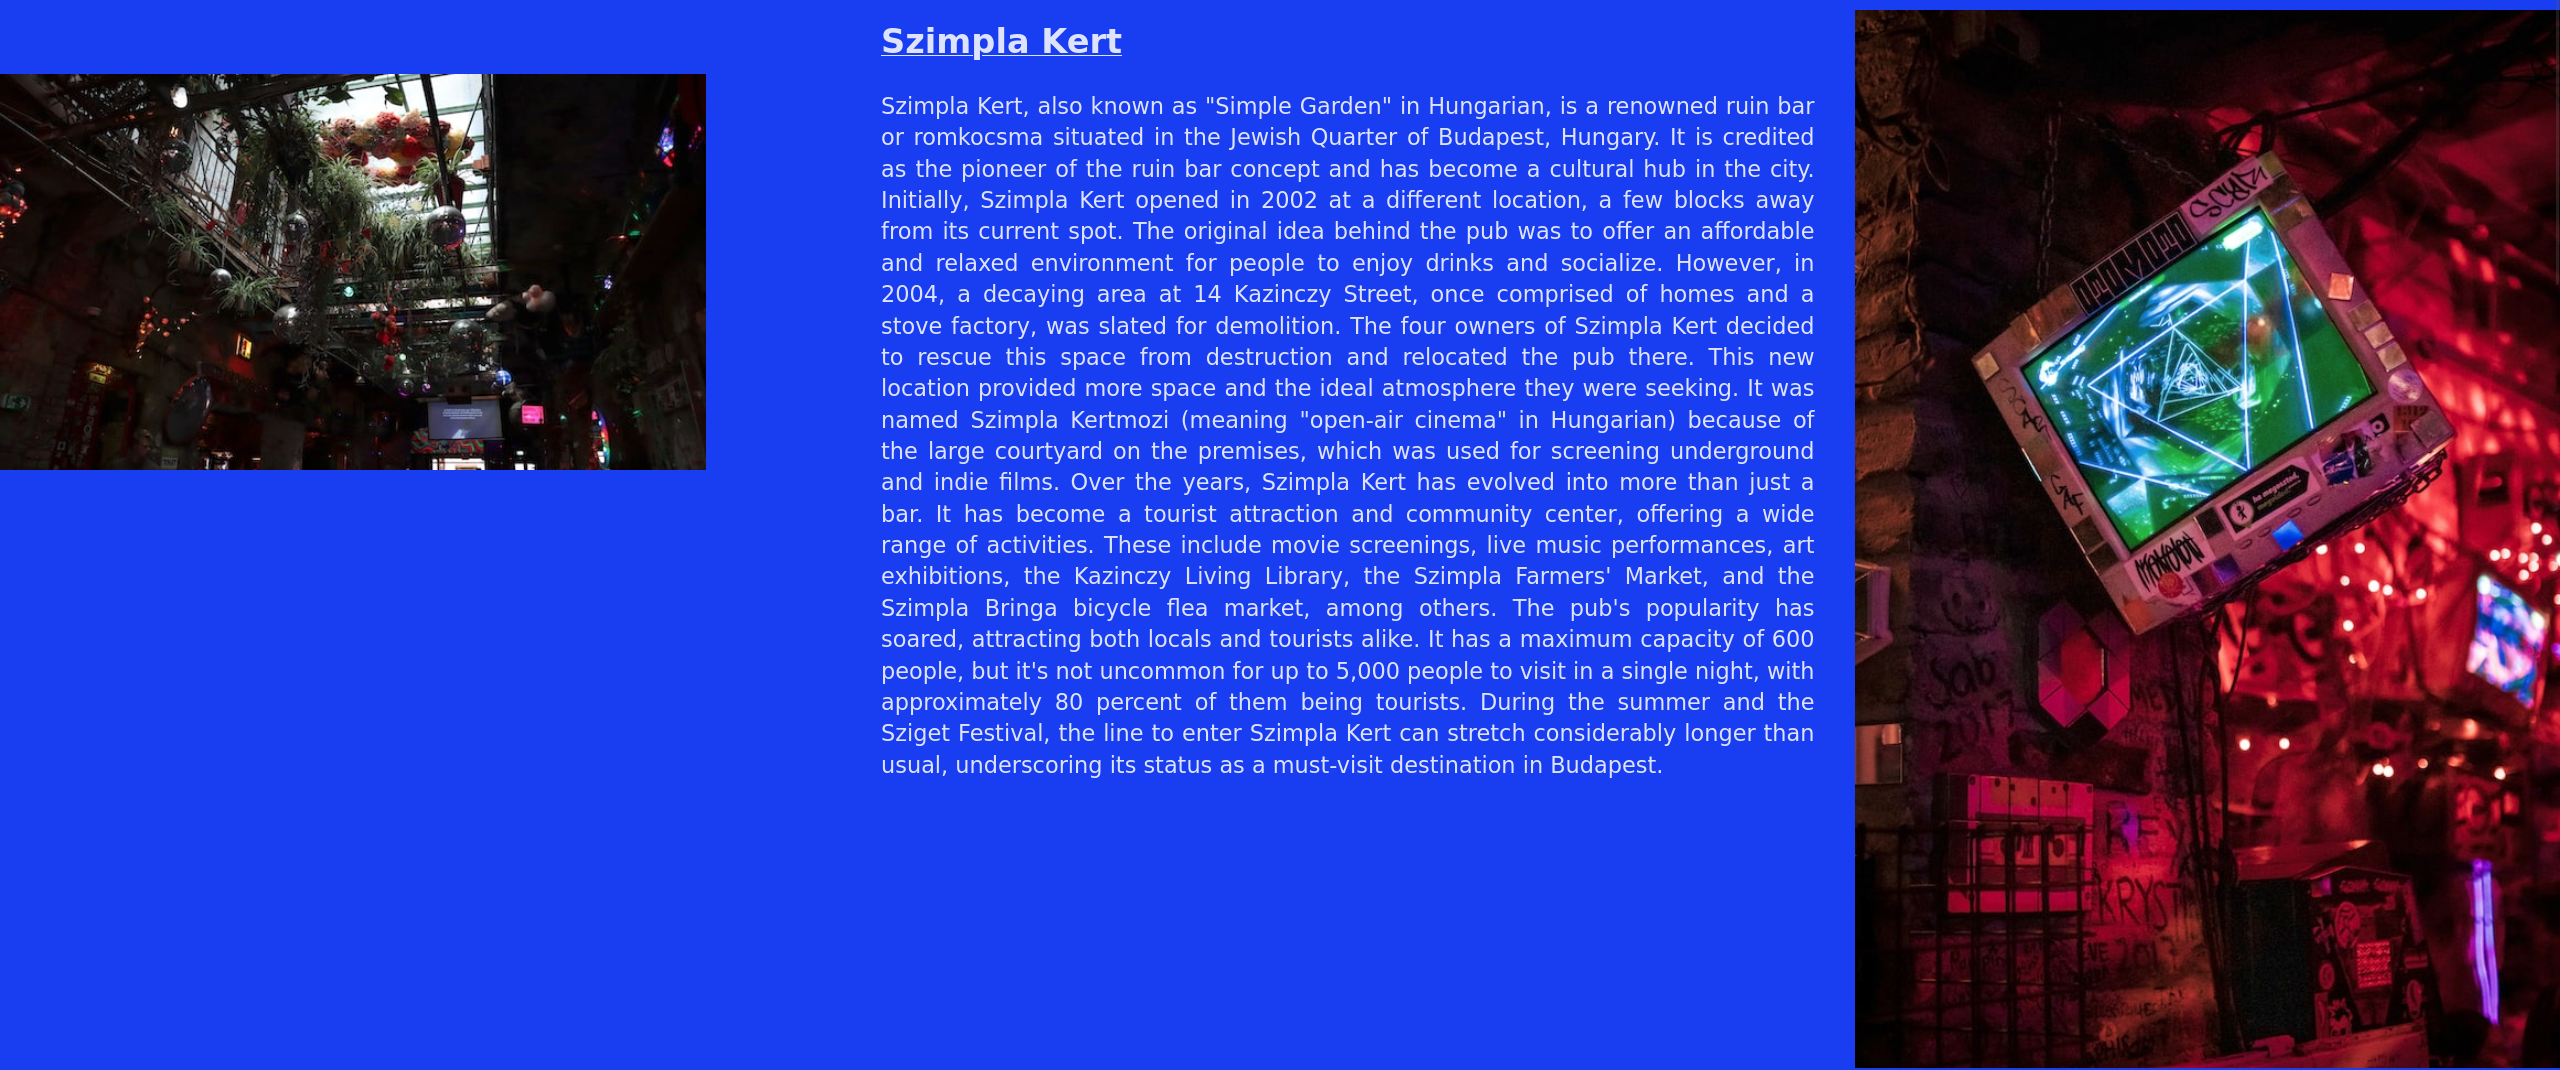 Szimpla Kert
Szimpla Kert, also known as "Simple Garden" in Hungarian, is a renowned ruin bar
or romkocsma situated in the Jewish Quarter of Budapest, Hungary. It is credited
as the pioneer of the ruin bar concept and has become a cultural hub in the city.
Initially, Szimpla Kert opened in 2002 at a different location, a few blocks away
from its current spot. The original idea behind the pub was to offer an affordable
and relaxed environment for people to enjoy drinks and socialize. However, in
2004, a decaying area at 14 Kazinczy Street, once comprised of homes and a
stove factory, was slated for demolition. The four owners of Szimpla Kert decided
to rescue this space from destruction and relocated the pub there. This new
location provided more space and the ideal atmosphere they were seeking. It was
named Szimpla Kertmozi (meaning "open-air cinema" in Hungarian) because of
the large courtyard on the premises, which was used for screening underground
and indie films. Over the years, Szimpla Kert has evolved into more than just a
bar. It has become a tourist attraction and community center, offering a wide
range of activities. These include movie screenings, live music performances, art
exhibitions, the Kazinczy Living Library, the Szimpla Farmers' Market, and the
Szimpla Bringa bicycle flea market, among others. The pub's popularity has
soared, attracting both locals and tourists alike. It has a maximum capacity of 600
people, but it's not uncommon for up to 5,000 people to visit in a single night, with
approximately 80 percent of them being tourists. During the summer and the
Sziget Festival, the line to enter Szimpla Kert can stretch considerably longer than
usual, underscoring its status as a must-visit destination in Budapest.
GAF
REY
KRYST